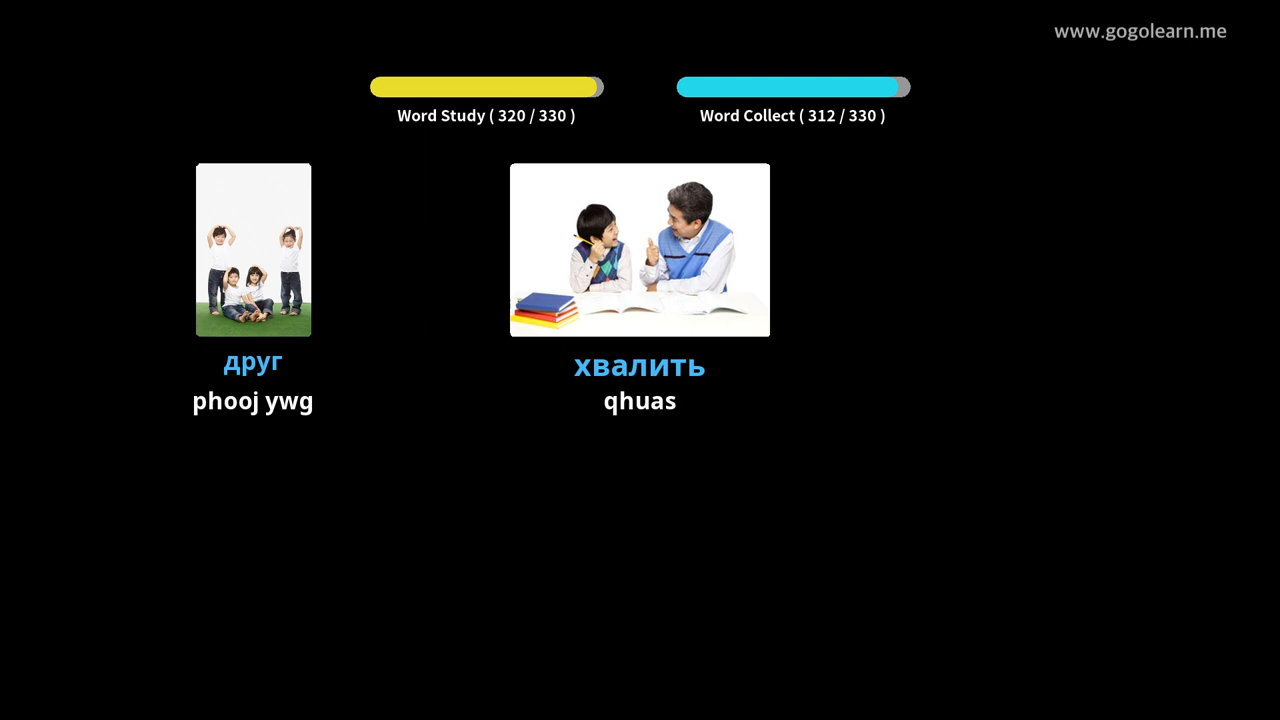 www.gogolearn.me
Word Study ( 320 / 330 )
Word Collect ( 312 / 330 )
друг
phooj ywg
хвалить
qhuas